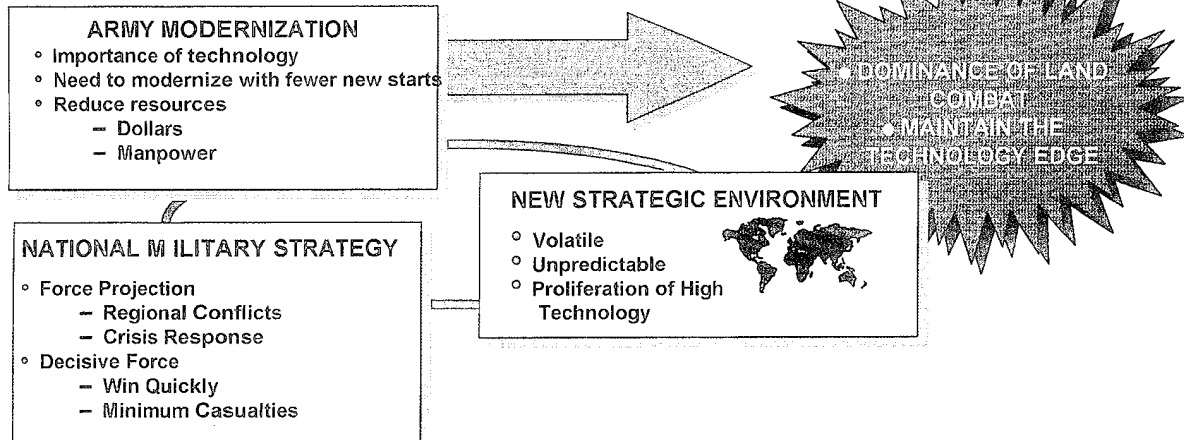 ARMY MODERNIZATION
° Importance of technology
° Need to modernize with fewer new starts
° Reduce resources
– Dollars
– Manpower
● DOMINANCE OF LAND
COMBAT
● MAINTAIN THE
TECHNOLOGY EDGE
NEW STRATEGIC ENVIRONMENT
° Volatile
° Unpredictable
° Proliferation of High
Technology
NATIONAL M ILITARY STRATEGY
° Force Projection
– Regional Conflicts
– Crisis Response
° Decisive Force
– Win Quickly
– Minimum Casualties